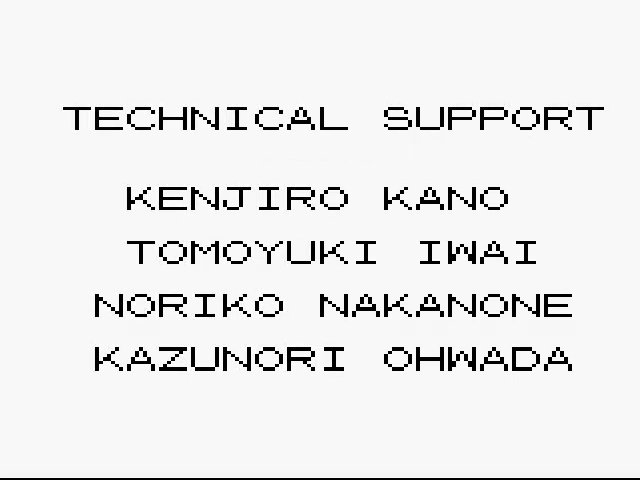 TECHNICAL SUPPORT
KENJIRO KANO
TOMOYUKI IWAI
NORIKO NAKANONE
KAZUNORI OHWADA